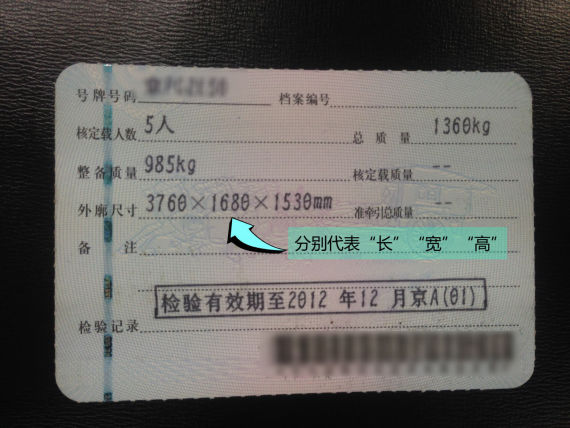 号牌号码 档案编号
核定载人数 5人 总质量 1360kg
整备质量 985kg 核定载质量 --
外廓尺寸 3760×1680×1530mm 准牵引总质量 --
分别代表“长”“宽”“高”
备注
检验有效期至2012 年12 月京A(01)
检验记录